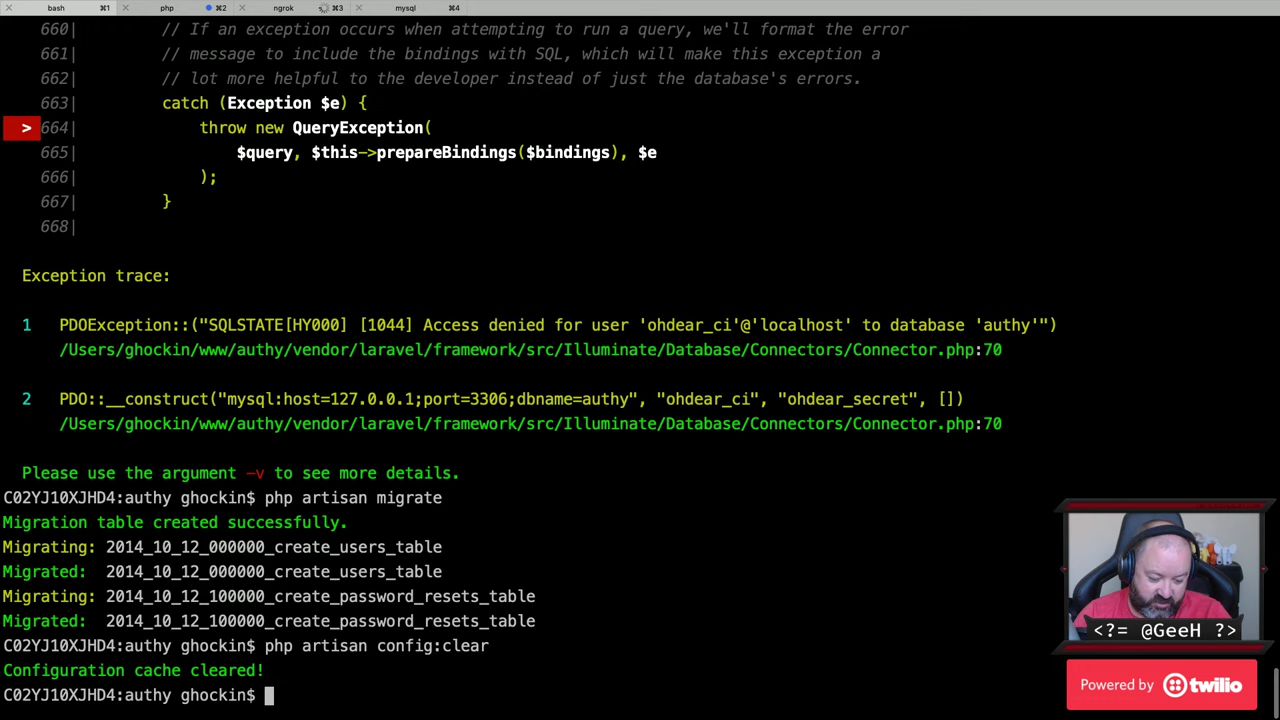 bash ⌘1 php ⌘2 ngrok ⌘3 mysql ⌘4
660| // If an exception occurs when attempting to run a query, we'll format the error
661| // message to include the bindings with SQL, which will make this exception a
662| // lot more helpful to the developer instead of just the database's errors.
663| catch (Exception $e) {
> 664| throw new QueryException(
665| $query, $this->prepareBindings($bindings), $e
666| );
667| }
668|
Exception trace:
1 PDOException::("SQLSTATE[HY000] [1044] Access denied for user 'ohdear_ci'@'localhost' to database 'authy'")
/Users/ghockin/www/authy/vendor/laravel/framework/src/Illuminate/Database/Connectors/Connector.php:70
2 PDO::__construct("mysql:host=127.0.0.1;port=3306;dbname=authy", "ohdear_ci", "ohdear_secret", [])
/Users/ghockin/www/authy/vendor/laravel/framework/src/Illuminate/Database/Connectors/Connector.php:70
Please use the argument -v to see more details.
C02YJ10XJHD4:authy ghockin$ php artisan migrate
Migration table created successfully.
Migrating: 2014_10_12_000000_create_users_table
Migrated: 2014_10_12_000000_create_users_table
Migrating: 2014_10_12_100000_create_password_resets_table
Migrated: 2014_10_12_100000_create_password_resets_table
C02YJ10XJHD4:authy ghockin$ php artisan config:clear
Configuration cache cleared!
C02YJ10XJHD4:authy ghockin$
<?= @GeeH ?>
Powered by twilio